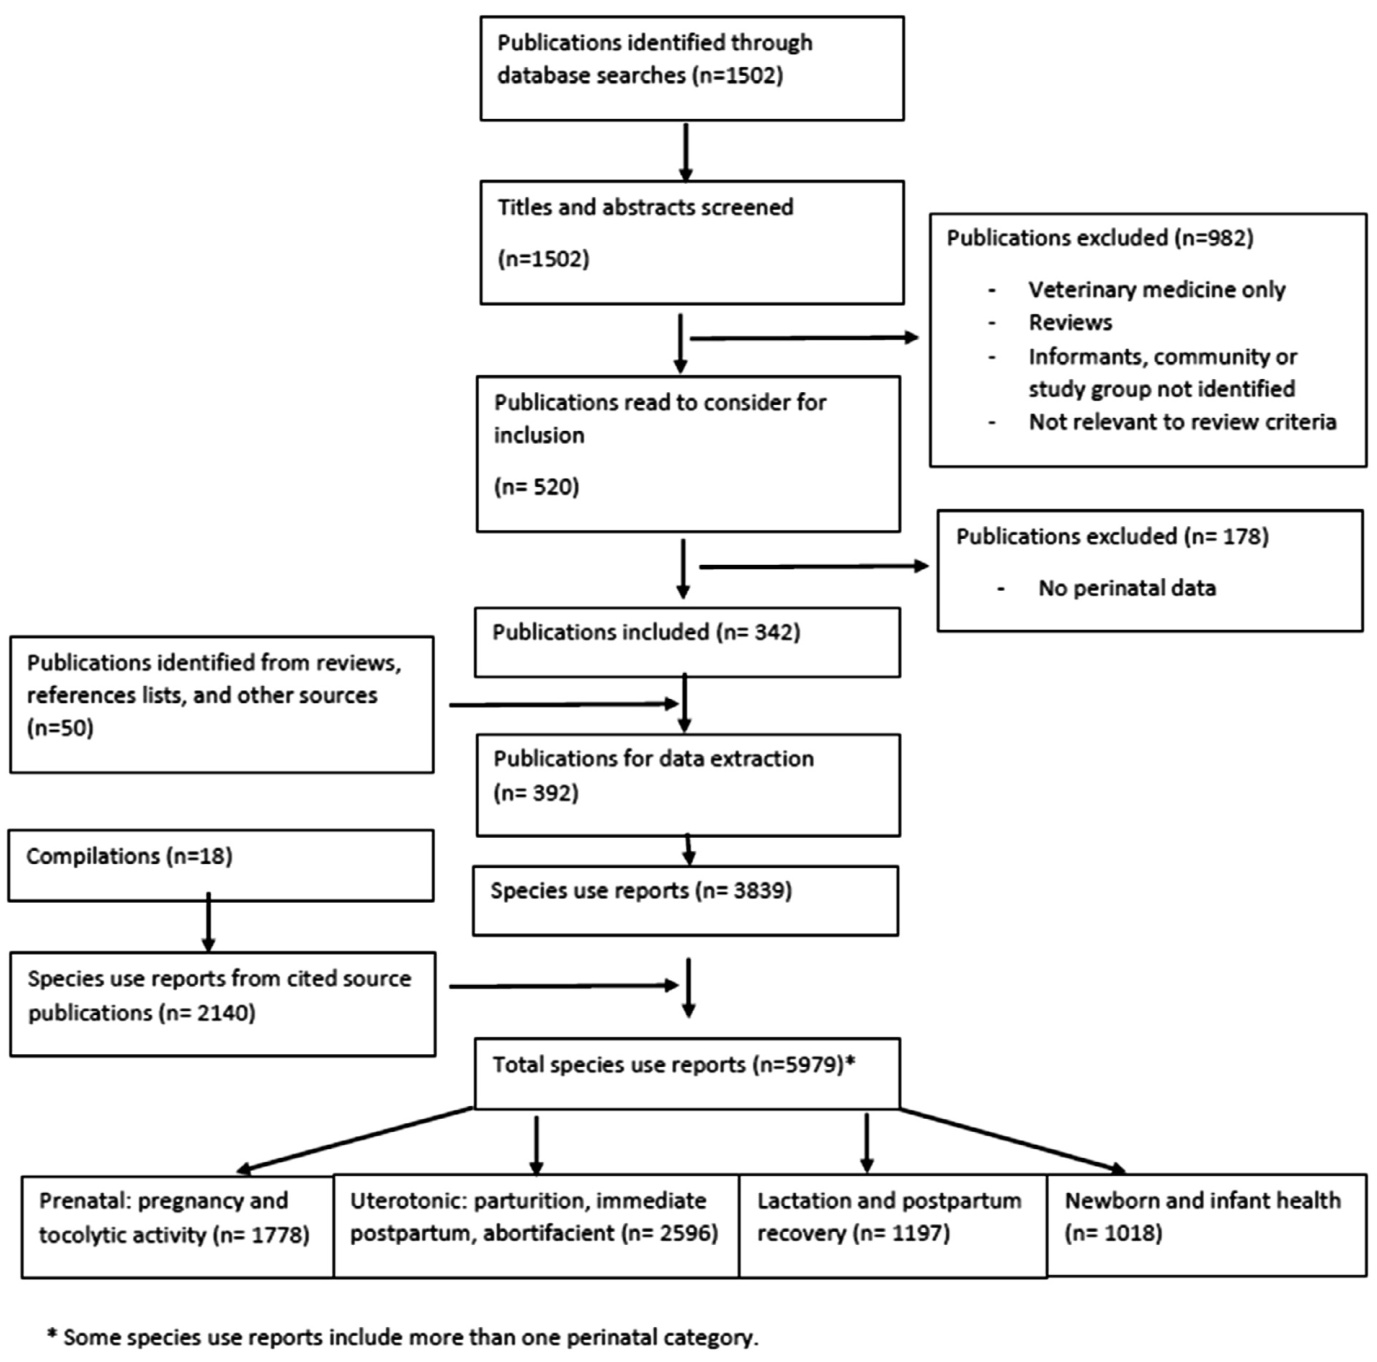 Publications identified through
database searches (n=1502)
Titles and abstracts screened
(n=1502)
Publications excluded (n=982)
- Veterinary medicine only
- Reviews
- Informants, community or
study group not identified
- Not relevant to review criteria
Publications read to consider for
inclusion
(n= 520)
Publications excluded (n= 178)
- No perinatal data
Publications included (n= 342)
Publications identified from reviews,
references lists, and other sources
(n=50)
Publications for data extraction
(n= 392)
Compilations (n=18)
Species use reports (n= 3839)
Species use reports from cited source
publications (n= 2140)
Total species use reports (n=5979)*
Prenatal: pregnancy and
tocolytic activity (n= 1778)
Uterotonic: parturition, immediate
postpartum, abortifacient (n= 2596)
Lactation and postpartum
recovery (n= 1197)
Newborn and infant health
(n= 1018)
* Some species use reports include more than one perinatal category.